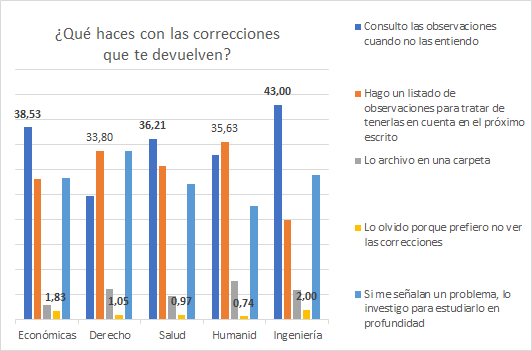 ¿Qué haces con las correcciones
que te devuelven?
38,53
33,80
36,21
35,63
43,00
1,83
1,05
0,97
0,74
2,00
Económicas
Derecho
Salud
Humanid
Ingeniería
Consulto las observaciones
cuando no las entiendo
Hago un listado de
observaciones para tratar de
tenerlas en cuenta en el próximo
escrito
Lo archivo en una carpeta
Lo olvido porque prefiero no ver
las correcciones
Si me señalan un problema, lo
investigo para estudiarlo en
profundidad